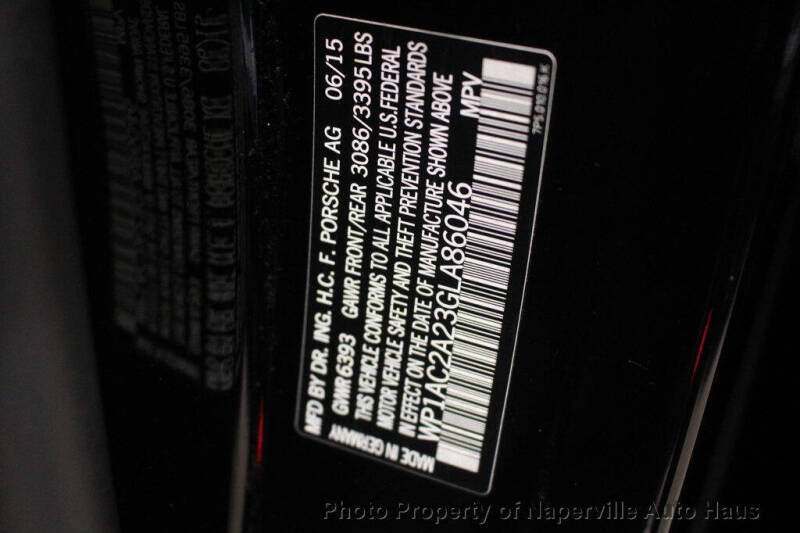 MFD BY DR. ING. H.C. F. PORSCHE AG 06/15
GWR 6393 GAWR FRONT/REAR 3086/3395 LBS
THIS VEHICLE CONFORMS TO ALL APPLICABLE U.S.FEDERAL
MOTOR VEHICLE SAFETY AND THEFT PREVENTION STANDARDS
IN EFFECT ON THE DATE OF MANUFACTURE SHOWN ABOVE
WP1AC2A23GLA86046 MPV
MADE IN GERMANY
Photo Property of Naperville Auto Haus